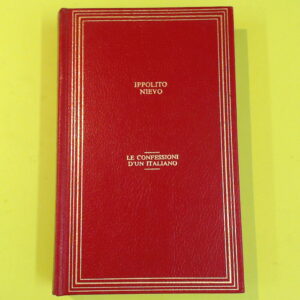 IPPOLITO
NIEVO
LE CONFESSIONI
D'UN ITALIANO